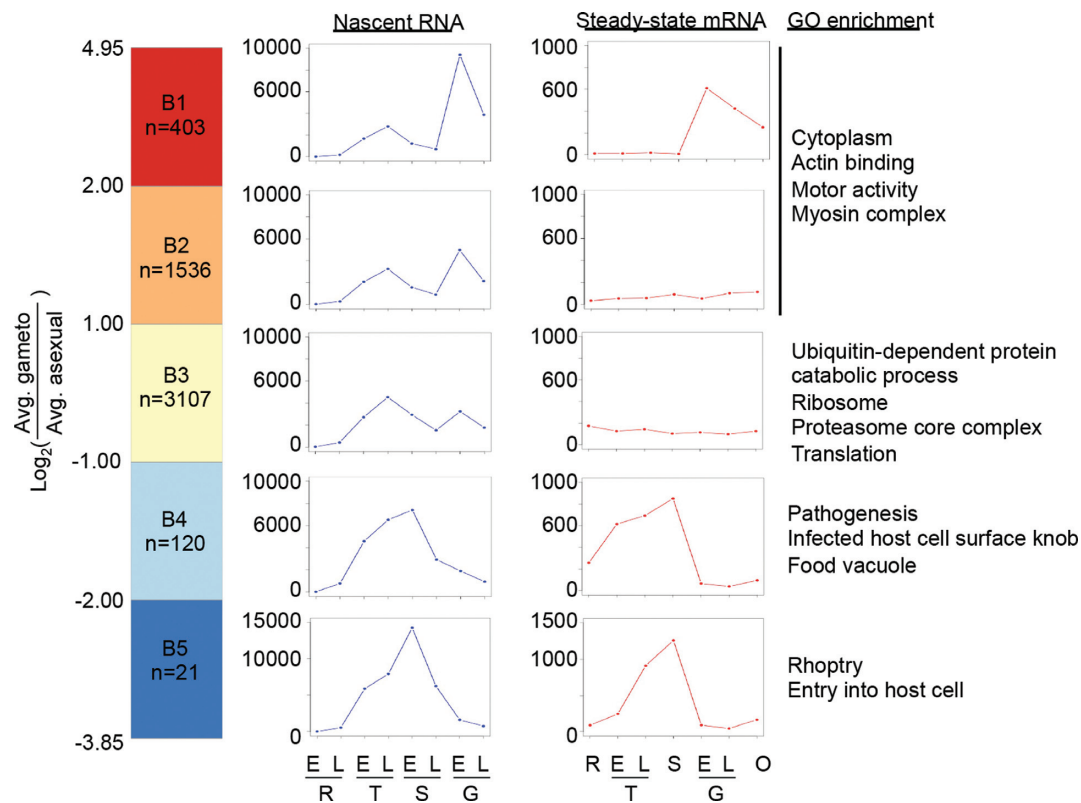 Nascent RNA
Steady-state mRNA
GO enrichment
Log2(Avg. gameto / Avg. asexual)
4.95
2.00
1.00
-1.00
-2.00
-3.85
B1
n=403
B2
n=1536
B3
n=3107
B4
n=120
B5
n=21
10000
6000
0
1000
600
0
Cytoplasm
Actin binding
Motor activity
Myosin complex
10000
6000
0
1000
600
0
10000
6000
0
1000
600
0
Ubiquitin-dependent protein
catabolic process
Ribosome
Proteasome core complex
Translation
10000
6000
0
1000
600
0
Pathogenesis
Infected host cell surface knob
Food vacuole
15000
10000
0
1500
1000
0
Rhoptry
Entry into host cell
E L E L E L E L
R T S G
R E L S E L O
T G